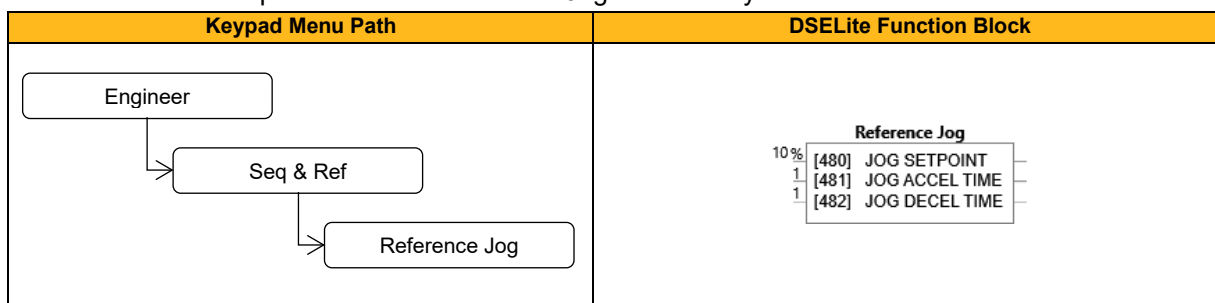 Keypad Menu Path
DSELite Function Block
Engineer
Seq & Ref
Reference Jog
Reference Jog
10% [480] JOG SETPOINT
1 [481] JOG ACCEL TIME
1 [482] JOG DECEL TIME